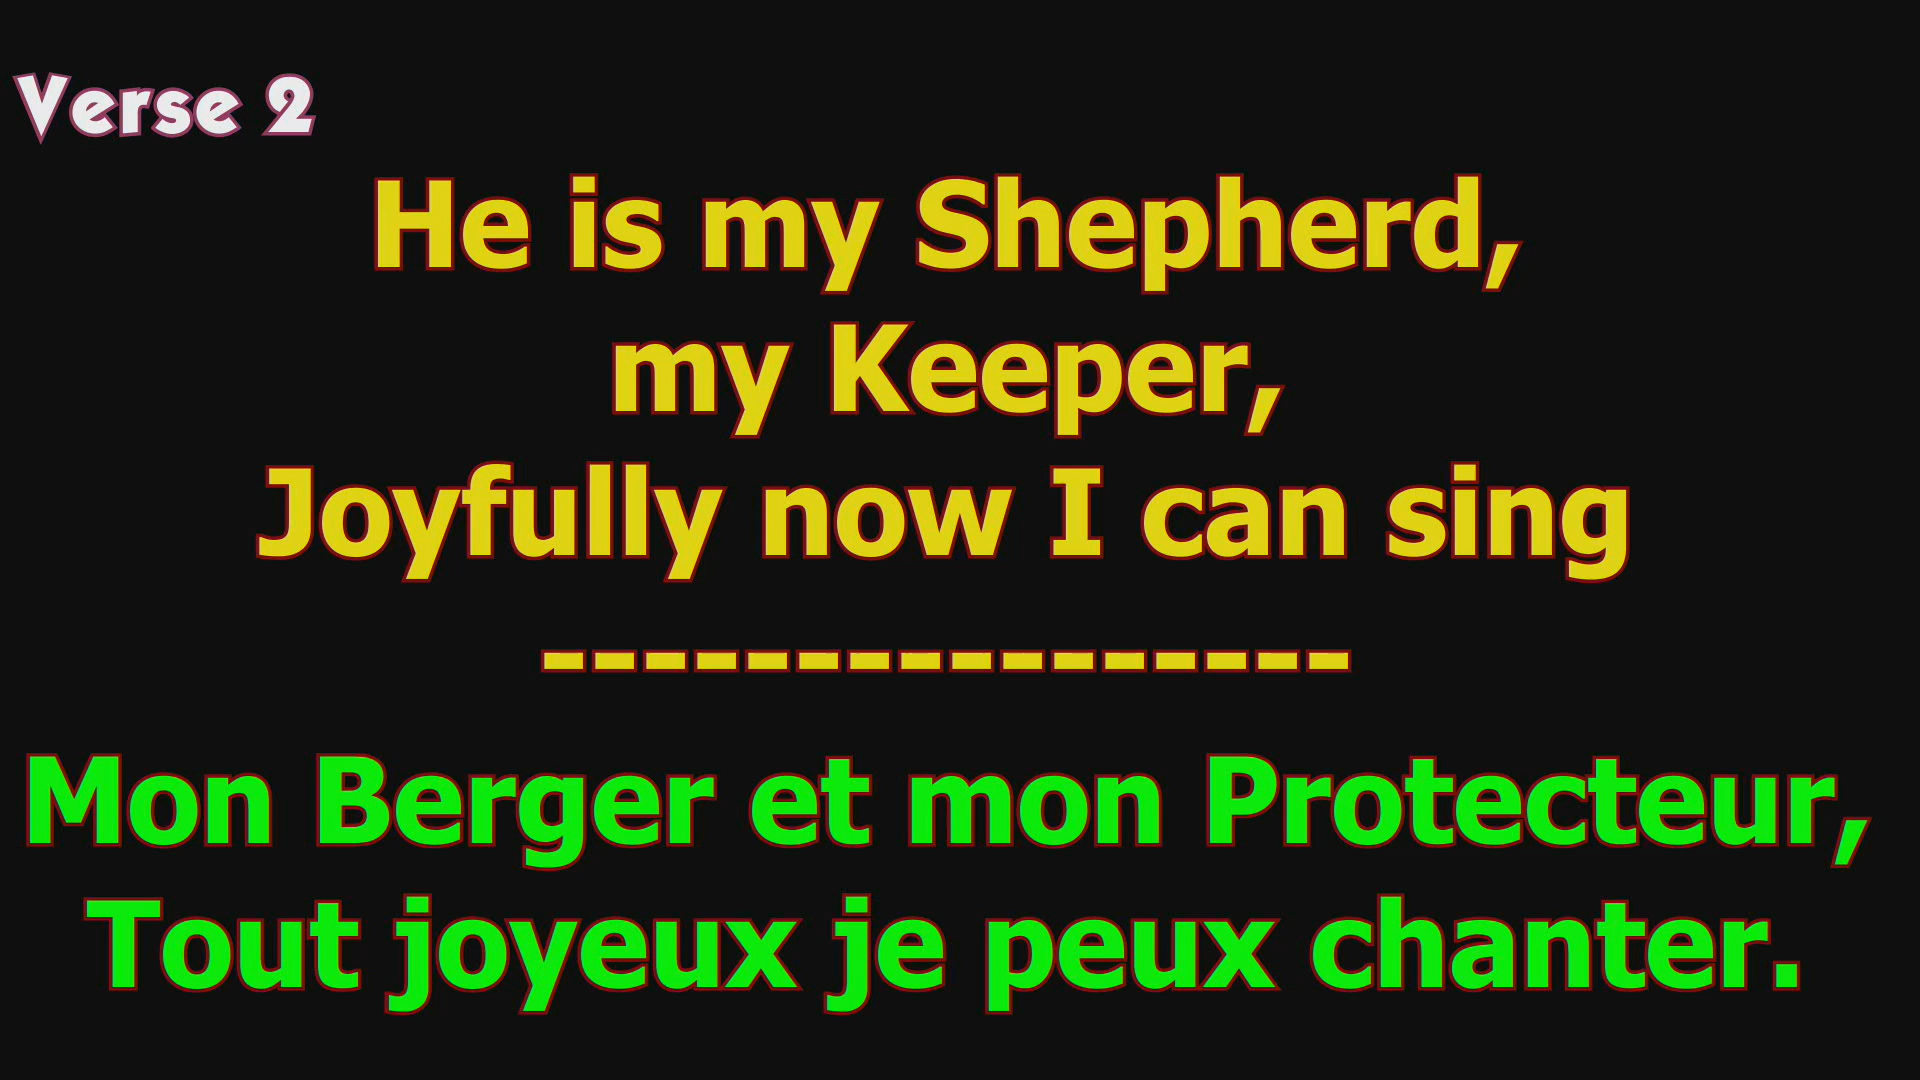 Verse 2
He is my Shepherd,
my Keeper,
Joyfully now I can sing
----------------
Mon Berger et mon Protecteur,
Tout joyeux je peux chanter.